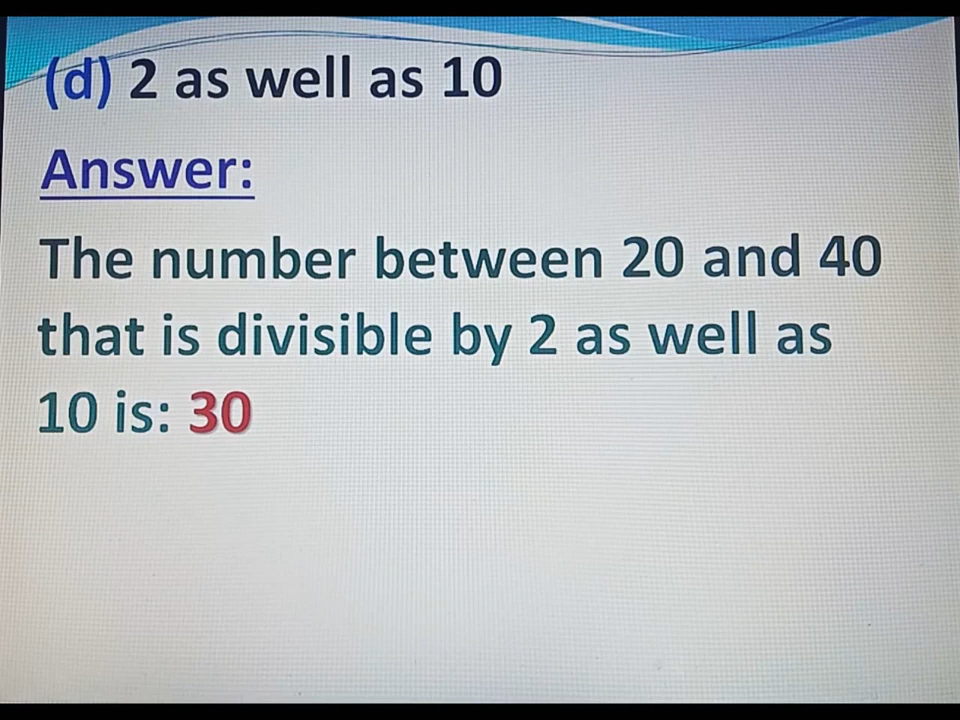 (d) 2 as well as 10
Answer:
The number between 20 and 40
that is divisible by 2 as well as
10 is: 30